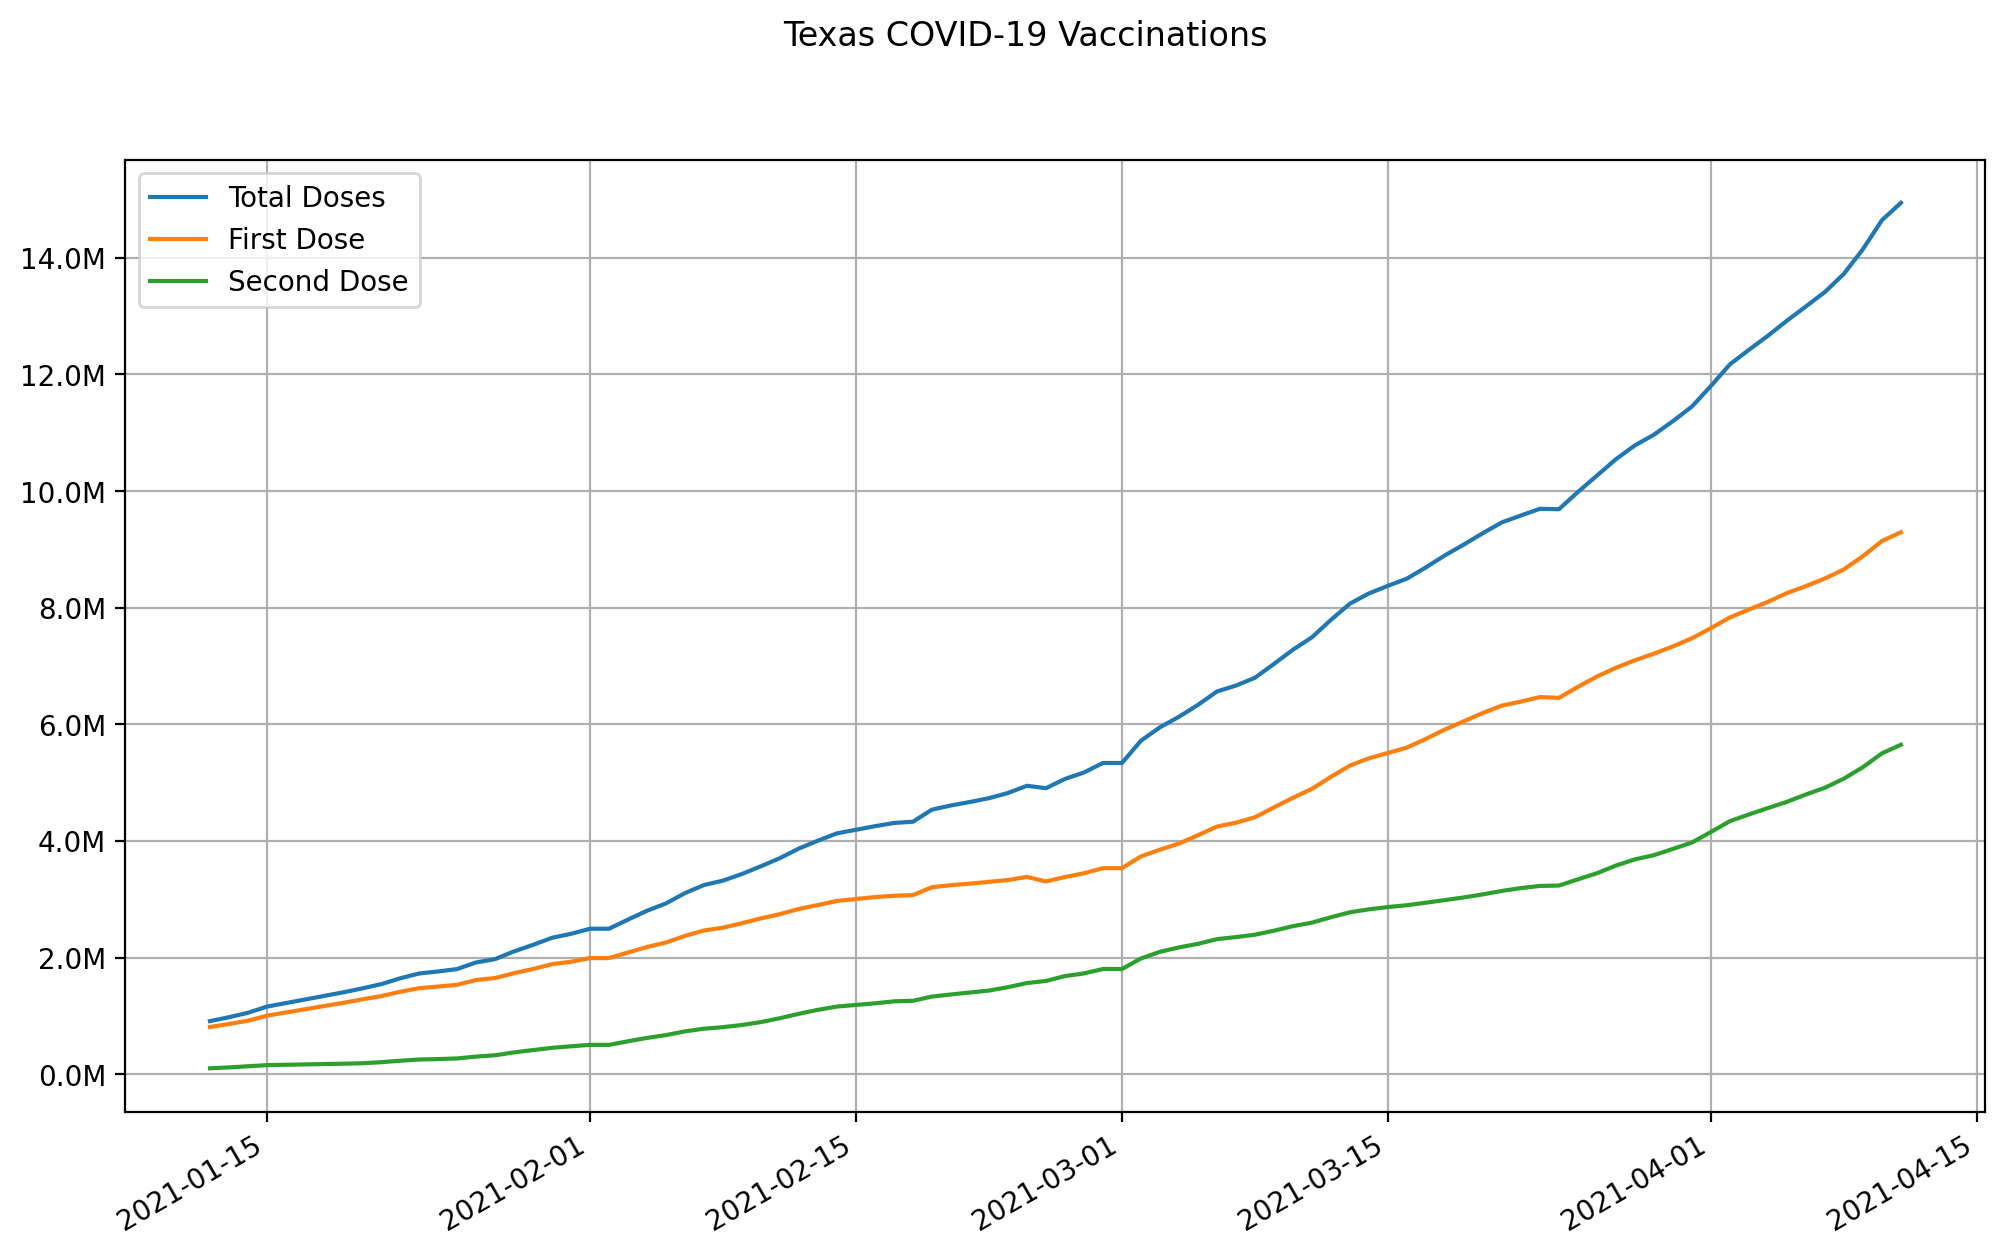 Texas COVID-19 Vaccinations
Total Doses
First Dose
Second Dose
14.0M
12.0M
10.0M
8.0M
6.0M
4.0M
2.0M
0.0M
2021-01-15
2021-02-01
2021-02-15
2021-03-01
2021-03-15
2021-04-01
2021-04-15